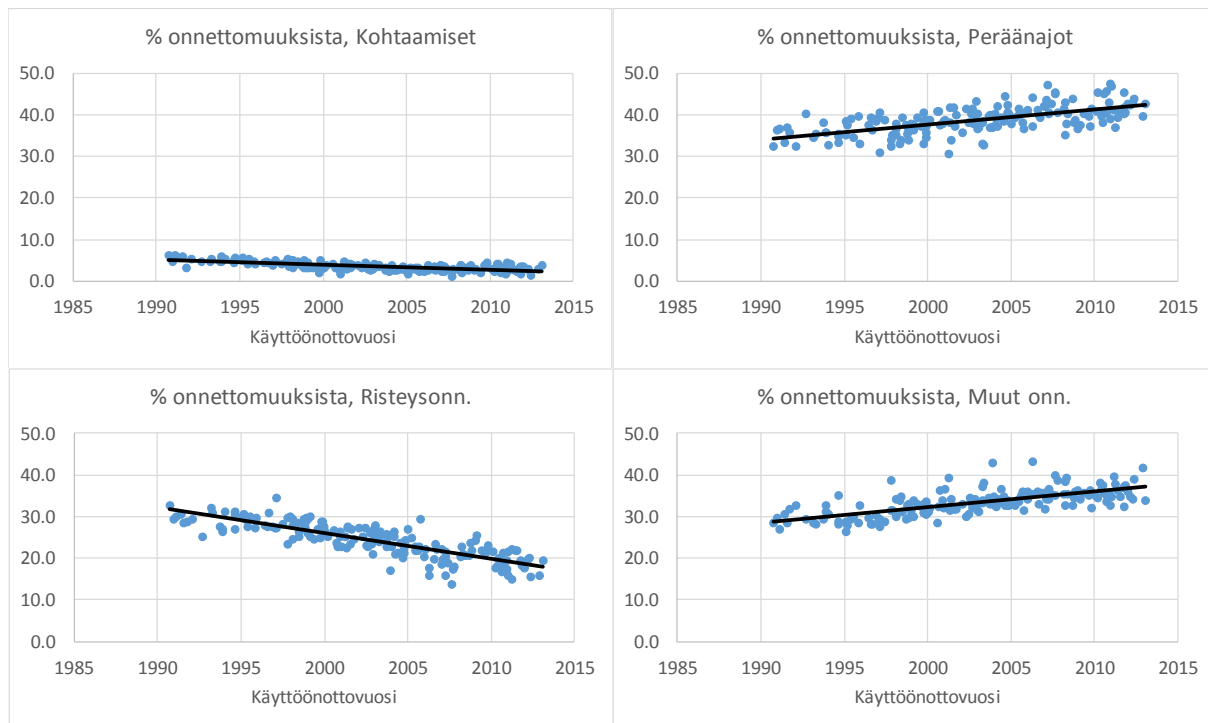 % onnettomuuksista, Kohtaamiset
50.0
40.0
30.0
20.0
10.0
0.0
1985 1990 1995 2000 2005 2010 2015
Käyttöönottovuosi
% onnettomuuksista, Peräänajot
50.0
40.0
30.0
20.0
10.0
0.0
1985 1990 1995 2000 2005 2010 2015
Käyttöönottovuosi
% onnettomuuksista, Risteysonn.
50.0
40.0
30.0
20.0
10.0
0.0
1985 1990 1995 2000 2005 2010 2015
Käyttöönottovuosi
% onnettomuuksista, Muut onn.
50.0
40.0
30.0
20.0
10.0
0.0
1985 1990 1995 2000 2005 2010 2015
Käyttöönottovuosi